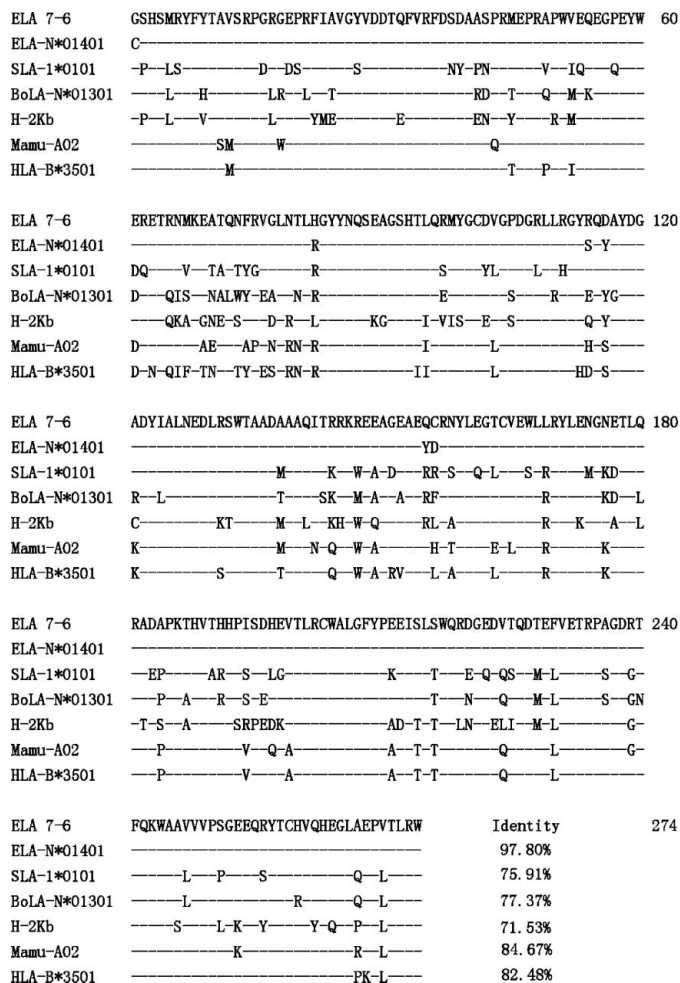 ELA 7-6 GSHSMRYFYTAVSRPGRGEPRFIAVGYVDDTQFVRFDSDAASPRMEPRAPWVEQEGPEYW 60
ELA-N*01401 C-----------------------------------------------------------
SLA-1*0101 -P--LS---------D--DS------S----------NY-PN------V--IQ---Q---
BoLA-N*01301 ----L---H-------LR--L--T----------------RD--T---Q--M-K------
H-2Kb -P--L---V-------L----YME-------E--------EN--Y----R-M--------
Mamu-A02 ----------SM-----W------------------------Q-----------------
HLA-B*3501 -----------M--------------------------------T---P--I--------
ELA 7-6 ERETRNMKEATQNFRVGLNTLHGYYNQSEAGSHTLQRMYGCDVGPDGRLLRGYRQDAYDG 120
ELA-N*01401 ---------------------R-------------------------------S-Y----
SLA-1*0101 DQ----V--TA-TYG------R--------------S----YL----L--H---------
BoLA-N*01301 D---QIS--NALWY-EA--N-R--------------E-------S----R---E-YG---
H-2Kb ----QKA-GNE-S---D-R--L------KG----I-VIS--E--S--------Q-Y----
Mamu-A02 D-------AE---AP-N-RN-R------------I-------L----------H-S----
HLA-B*3501 D-N-QIF-TN--TY-ES-RN-R-----------II-------L---------HD-S----
ELA 7-6 ADYIALNEDLRSWTAADAAAQITRRKREEAGEAEQCRNYLEGTCVEWLLRYLENGNETLQ 180
ELA-N*01401 ----------------------------------YD------------------------
SLA-1*0101 -----------------M-----K--W-A-D---RR-S--Q-L---S-R----M-KD---
BoLA-N*01301 R--L-------------T----SK--M-A--A--RF------------R------KD--L
H-2Kb C---------KT-----M--L--KH-W-Q-----RL-A----------R---K---A--L
Mamu-A02 K----------------M---N-Q--W-A------H-T----E-L---R------K----
HLA-B*3501 K---------S------T-----Q--W-A-RV---L-A----L-----R------K----
ELA 7-6 RADAPKTHVTHHPISDHEVTLRCWALGFYPEEISLSWQRDGEDVTQDTEFVETRPAGDRT 240
ELA-N*01401 ------------------------------------------------------------
SLA-1*0101 --EP-----AR--S--LG------------K----T---E-Q-QS--M-L-----S--G-
BoLA-N*01301 ---P--A---R--S-E-------------------T---N---Q---M-L-----S--GN
H-2Kb -T-S--A-----SRPEDK------------AD-T-T--LN--ELI--M-L--------G-
Mamu-A02 ---P---------V--Q-A-----------A--T-T-------Q-----L--------G-
HLA-B*3501 ---P---------V----A-----------A--T-T-------Q-----L----------
ELA 7-6 FQKWAAVVVPSGEEQRYTCHVQHEGLAEPVTLRW Identity 274
ELA-N*01401 ---------------------------------- 97.80%
SLA-1*0101 ------L---P----S----------Q--L---- 75.91%
BoLA-N*01301 ------L------------R------Q--L---- 77.37%
H-2Kb -----S----L-K--Y-----Y-Q--P--L---- 71.53%
Mamu-A02 ------------K-------------R--L---- 84.67%
HLA-B*3501 --------------------------PK-L---- 82.48%